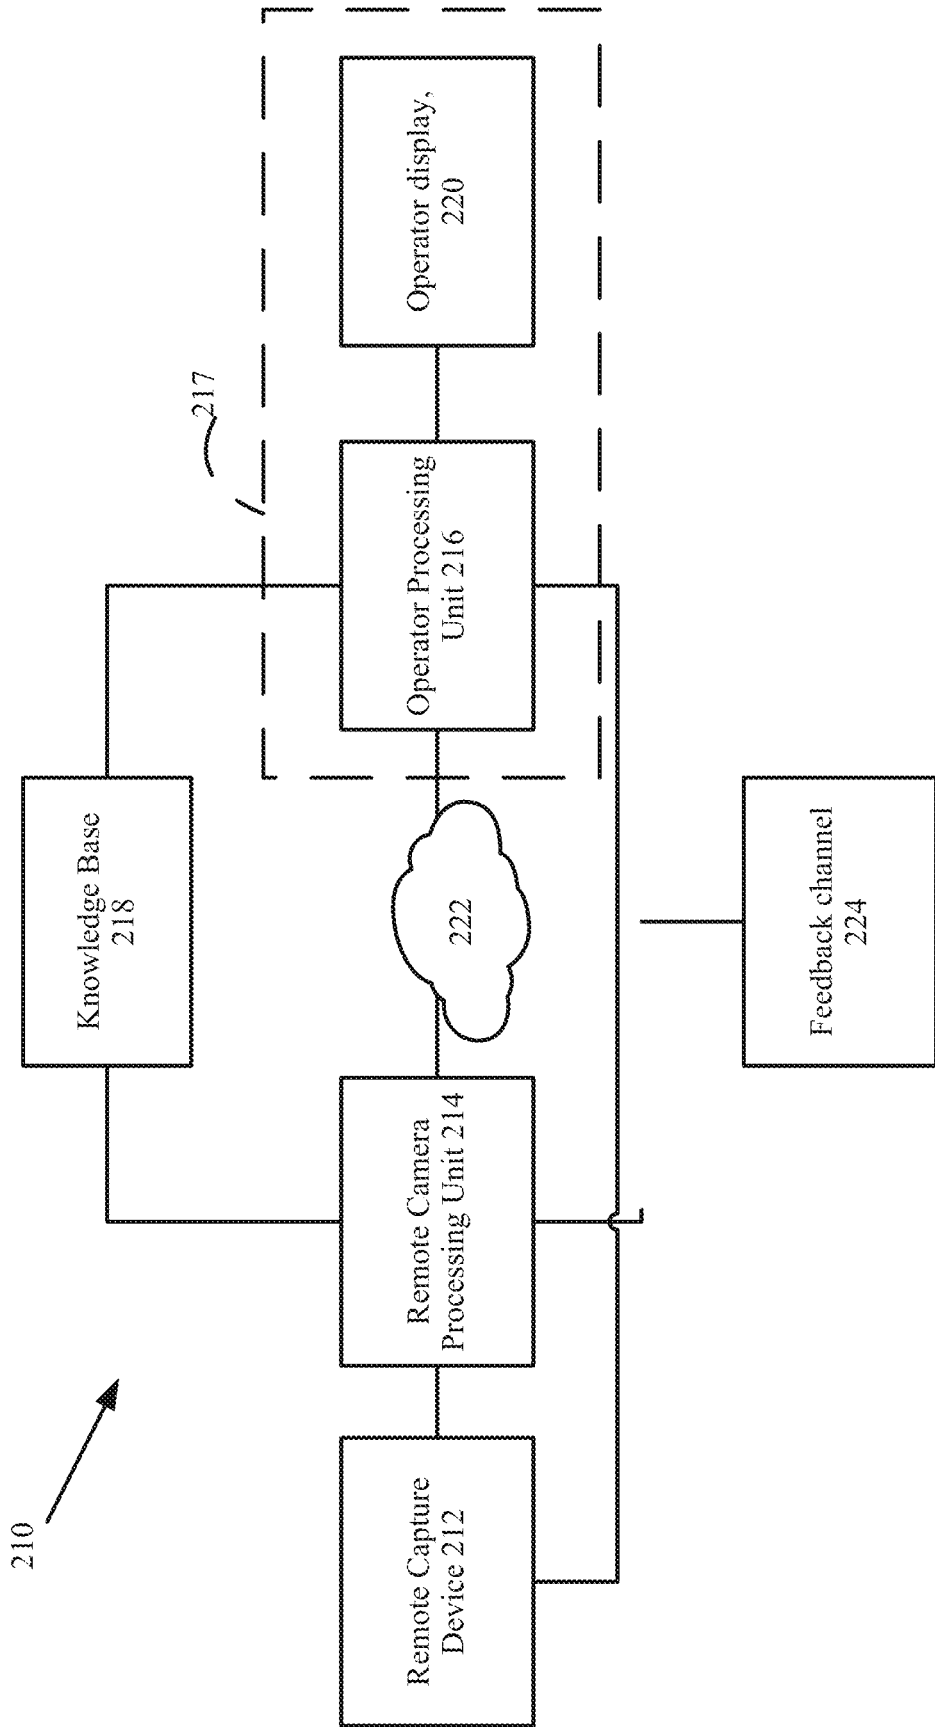 210
Knowledge Base
218
217
Remote Capture
Device 212
Remote Camera
Processing Unit 214
222
Operator Processing
Unit 216
Operator display,
220
Feedback channel
224